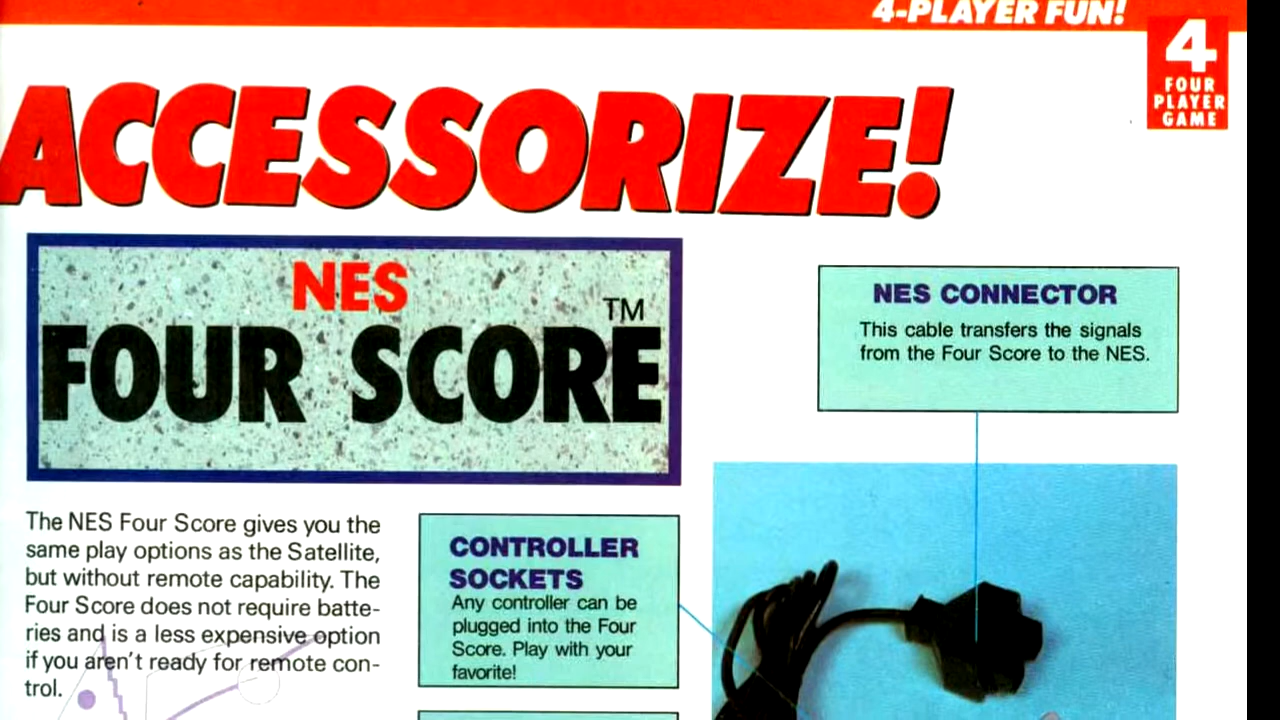 4-PLAYER FUN!
4
FOUR
PLAYER
GAME
ACCESSORIZE!
NES
FOUR SCORE™
NES CONNECTOR
This cable transfers the signals
from the Four Score to the NES.
The NES Four Score gives you the
same play options as the Satellite,
but without remote capability. The
Four Score does not require batte-
ries and is a less expensive option
if you aren't ready for remote con-
trol.
CONTROLLER
SOCKETS
Any controller can be
plugged into the Four
Score. Play with your
favorite!